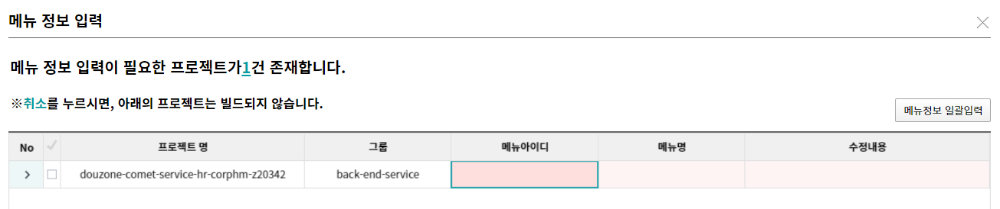 메뉴 정보 입력
메뉴 정보 입력이 필요한 프로젝트가1건 존재합니다.
※취소를 누르시면, 아래의 프로젝트는 빌드되지 않습니다.
메뉴정보 일괄입력
No 프로젝트 명 그룹 메뉴아이디 메뉴명 수정내용
douzone-comet-service-hr-corphm-z20342 back-end-service